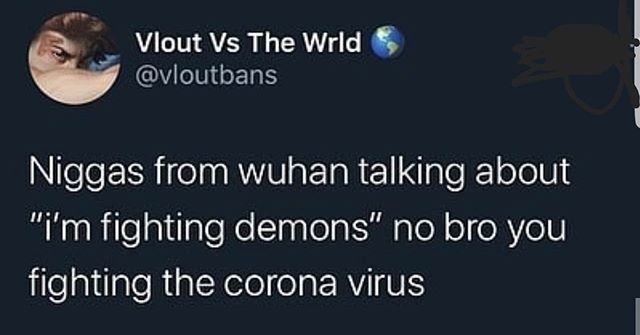 Vlout Vs The Wrld 🌎
@vloutbans
Niggas from wuhan talking about
"i'm fighting demons" no bro you
fighting the corona virus